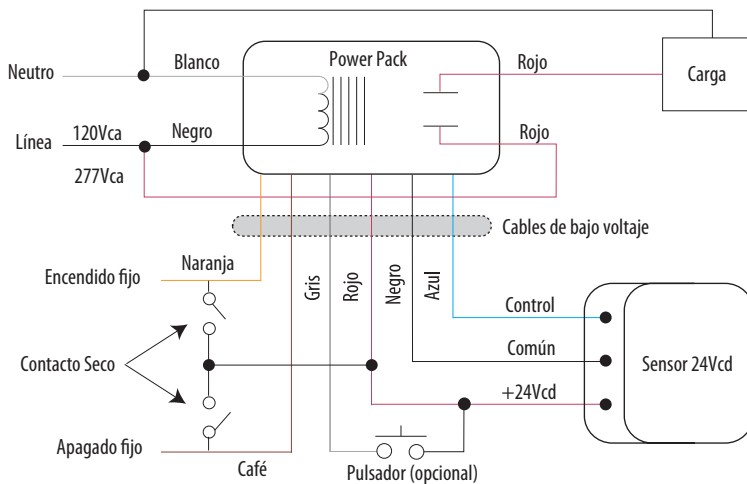 Neutro
Blanco
Power Pack
Rojo
Carga
Línea
120Vca
Negro
Rojo
277Vca
Cables de bajo voltaje
Encendido fijo
Naranja
Gris
Rojo
Negro
Azul
Control
Contacto Seco
Común
Sensor 24Vcd
+24Vcd
Apagado fijo
Café
Pulsador (opcional)